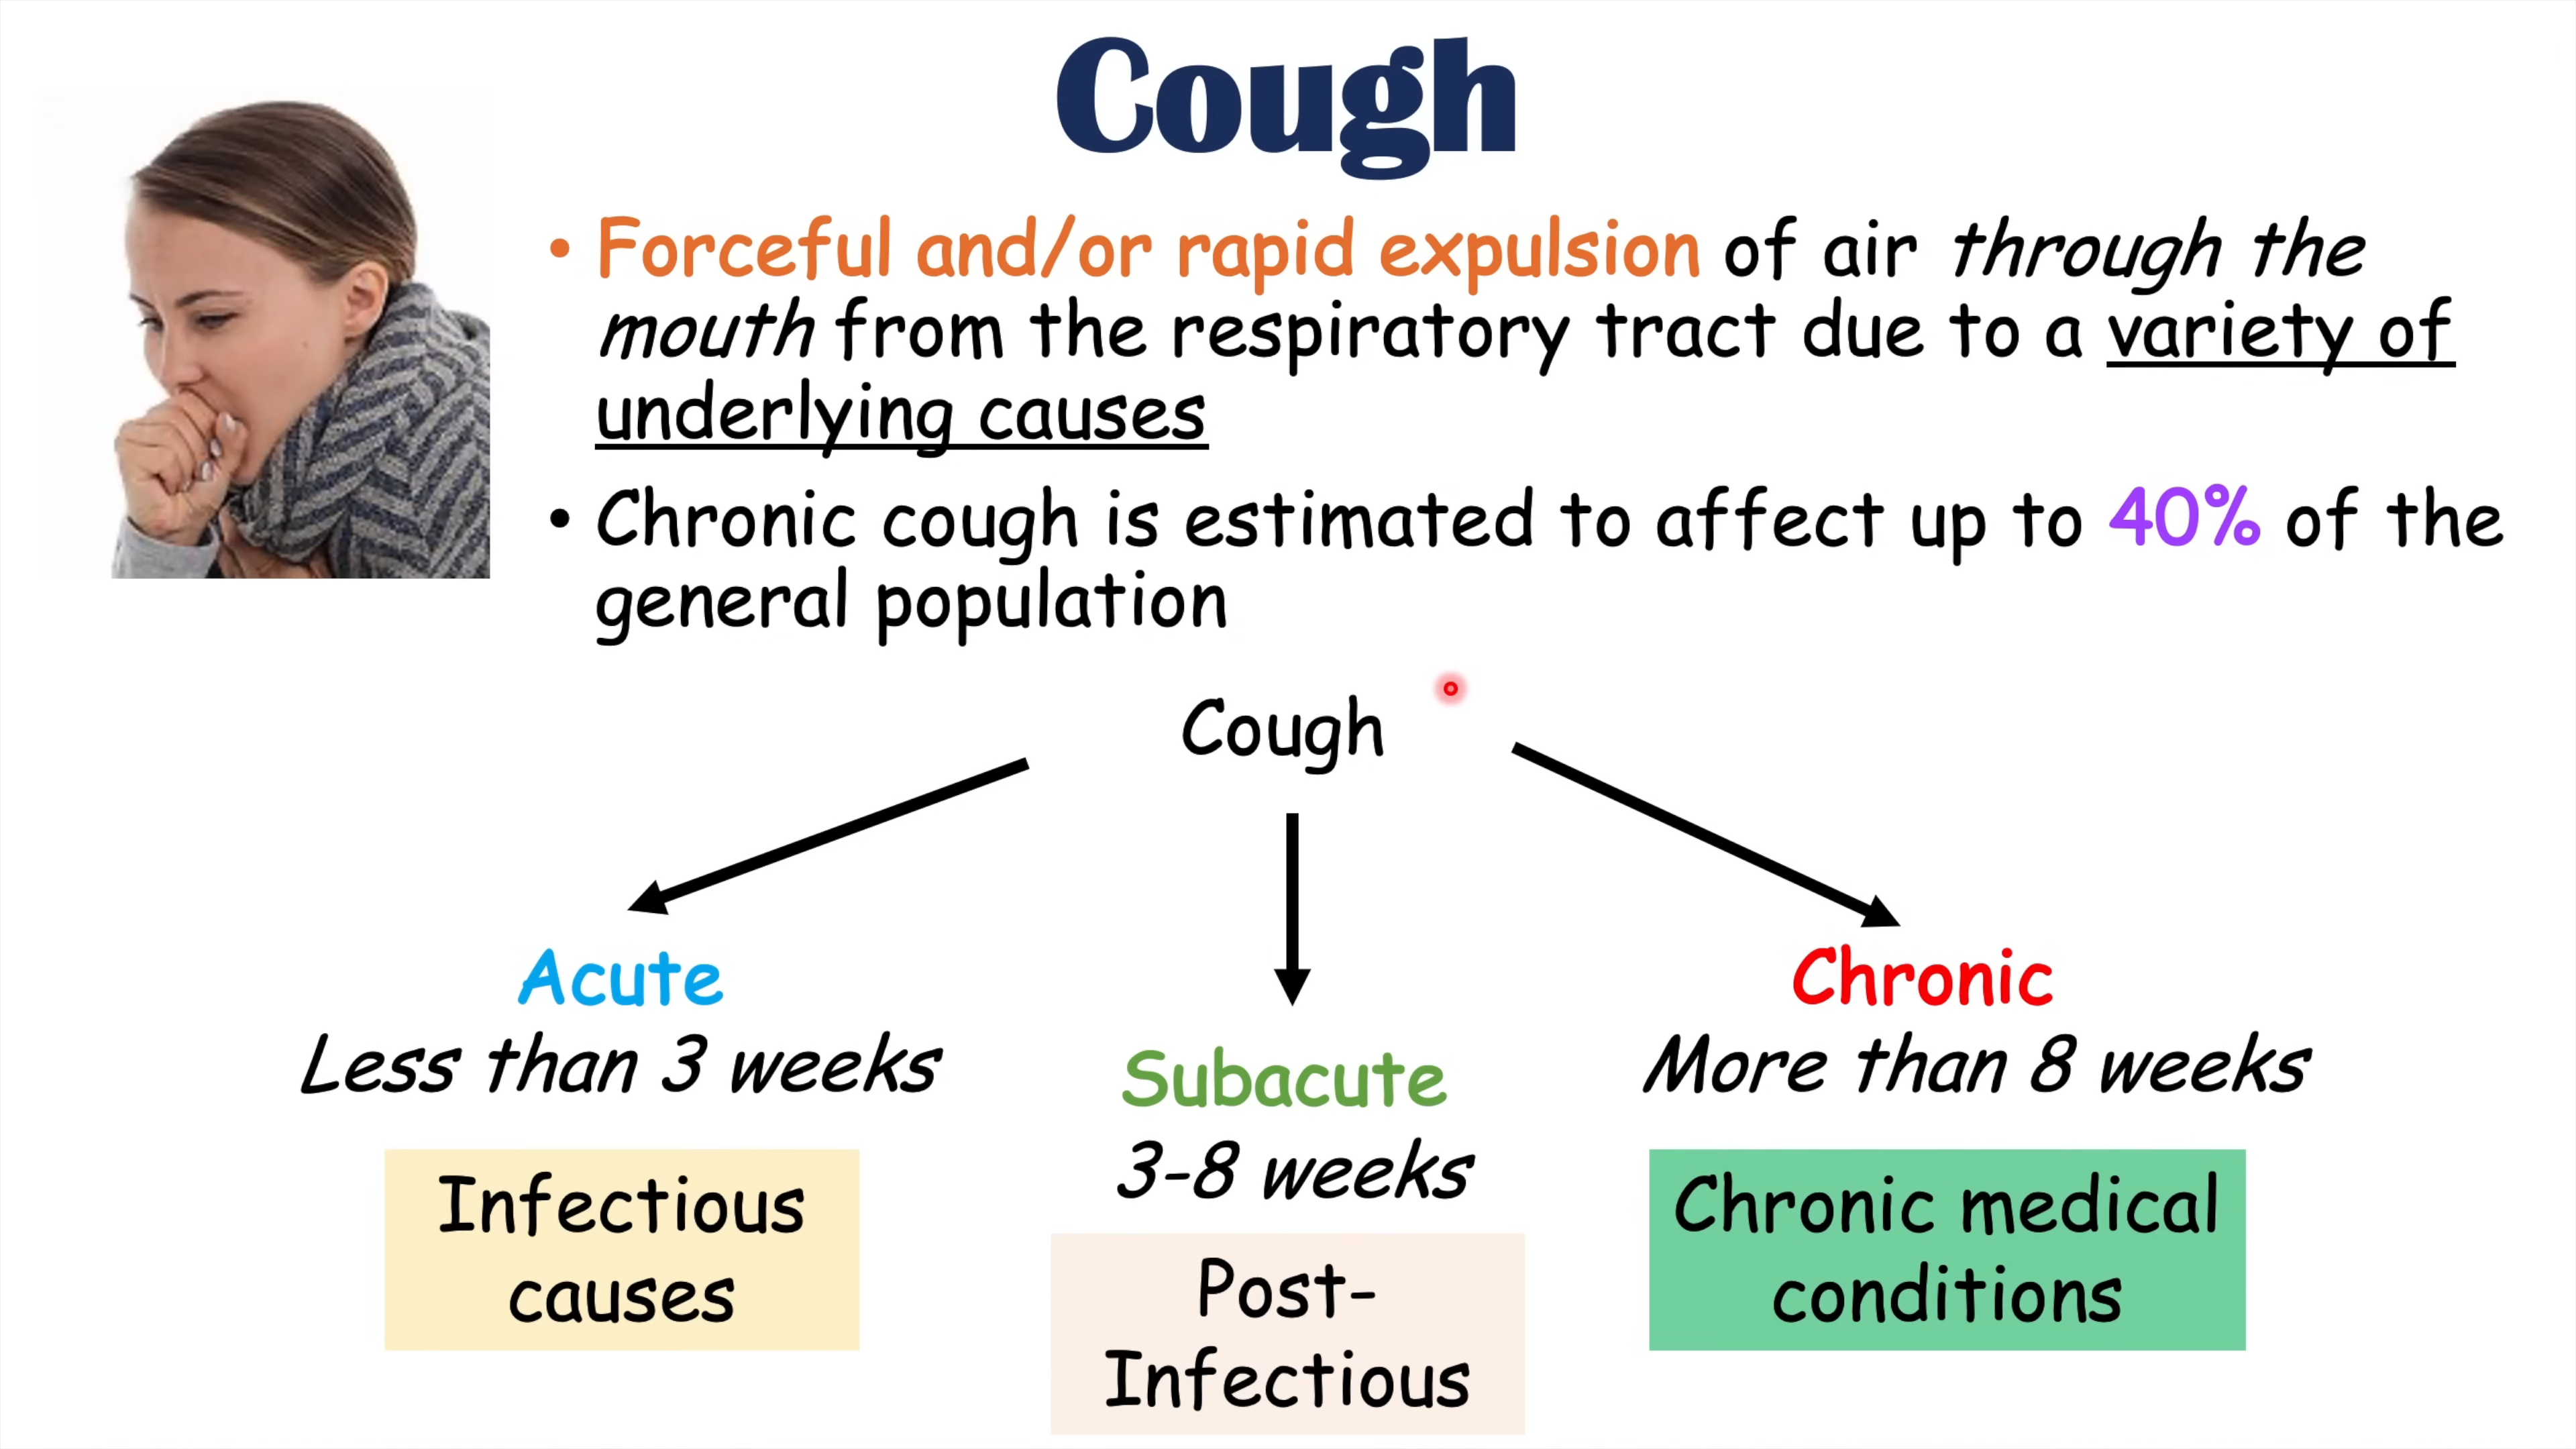 Cough
• Forceful and/or rapid expulsion of air through the
mouth from the respiratory tract due to a variety of
underlying causes
• Chronic cough is estimated to affect up to 40% of the
general population
Cough
Acute
Less than 3 weeks
Infectious
causes
Subacute
3-8 weeks
Post-
Infectious
Chronic
More than 8 weeks
Chronic medical
conditions